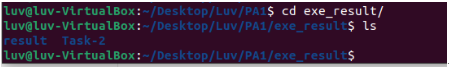 luv@luv-VirtualBox:~/Desktop/Luv/PA1$ cd exe_result/
luv@luv-VirtualBox:~/Desktop/Luv/PA1/exe_result$ ls
result  Task-2
luv@luv-VirtualBox:~/Desktop/Luv/PA1/exe_result$